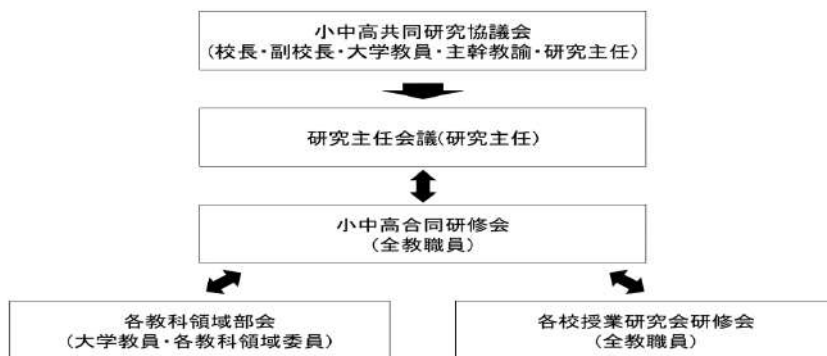 小中高共同研究協議会
(校長・副校長・大学教員・主幹教諭・研究主任)
研究主任会議(研究主任)
小中高合同研修会
(全教職員)
各教科領域部会
(大学教員・各教科領域委員)
各校授業研究会研修会
(全教職員)